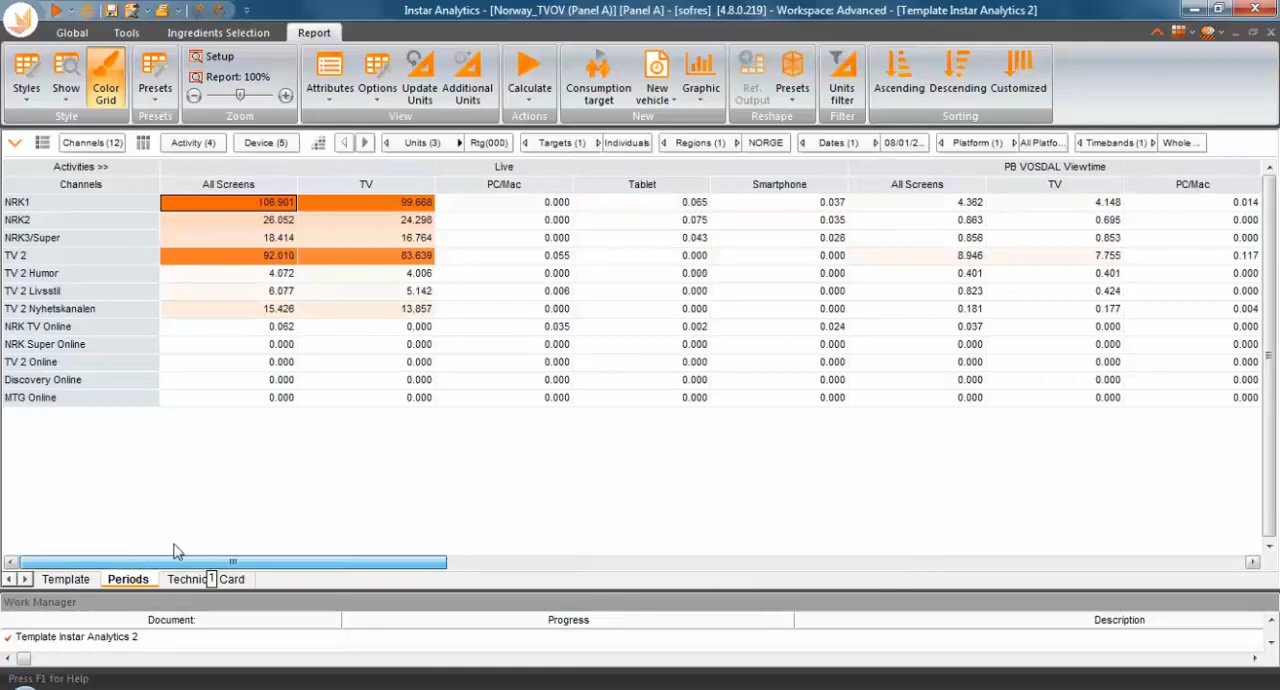 Instar Analytics - [Norway_TVOV (Panel A)] [Panel A] - [sofres] [4.8.0.219] - Workspace: Advanced - [Template Instar Analytics 2]
Global Tools Ingredients Selection Report
Setup
Report: 100%
Styles Show Color Grid Presets Attributes Options Update Units Additional Units Calculate Consumption target New vehicle Graphic Ref. Output Presets Units filter Ascending Descending Customized
Style Presets Zoom View Actions New Reshape Filter Sorting
Channels (12) Activity (4) Device (5) Units (3) Rtg(000) Targets (1) Individuals Regions (1) NORGE Dates (1) 08/01/2... Platform (1) All Platfo... Timebands (1) Whole ...
Activities >> Live PB VOSDAL Viewtime
Channels All Screens TV PC/Mac Tablet Smartphone All Screens TV PC/Mac
NRK1 106.901 99.668 0.000 0.065 0.037 4.362 4.148 0.014
NRK2 26.052 24.298 0.000 0.075 0.035 0.863 0.695 0.000
NRK3/Super 18.414 16.764 0.000 0.043 0.028 0.856 0.853 0.000
TV 2 92.010 83.639 0.055 0.000 0.000 8.946 7.755 0.117
TV 2 Humor 4.072 4.006 0.000 0.000 0.000 0.401 0.401 0.000
TV 2 Livsstil 6.077 5.142 0.006 0.000 0.000 0.823 0.424 0.000
TV 2 Nyhetskanalen 15.426 13.857 0.000 0.000 0.000 0.181 0.177 0.004
NRK TV Online 0.062 0.000 0.035 0.002 0.024 0.037 0.000 0.000
NRK Super Online 0.000 0.000 0.000 0.000 0.000 0.000 0.000 0.000
TV 2 Online 0.000 0.000 0.000 0.000 0.000 0.000 0.000 0.000
Discovery Online 0.000 0.000 0.000 0.000 0.000 0.000 0.000 0.000
MTG Online 0.000 0.000 0.000 0.000 0.000 0.000 0.000 0.000
Template Periods Technic 1 Card
Work Manager
Document: Progress Description
Template Instar Analytics 2
Press F1 for Help